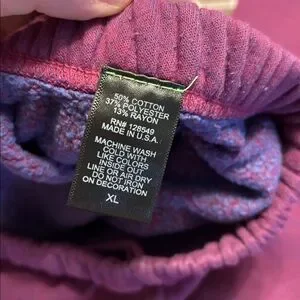 50% COTTON
37% POLYESTER
13% RAYON
RN# 128549
MADE IN U.S.A.
MACHINE WASH
COLD WITH
LIKE COLORS
INSIDE OUT
LINE OR AIR DRY
DO NOT IRON
ON DECORATION
XL